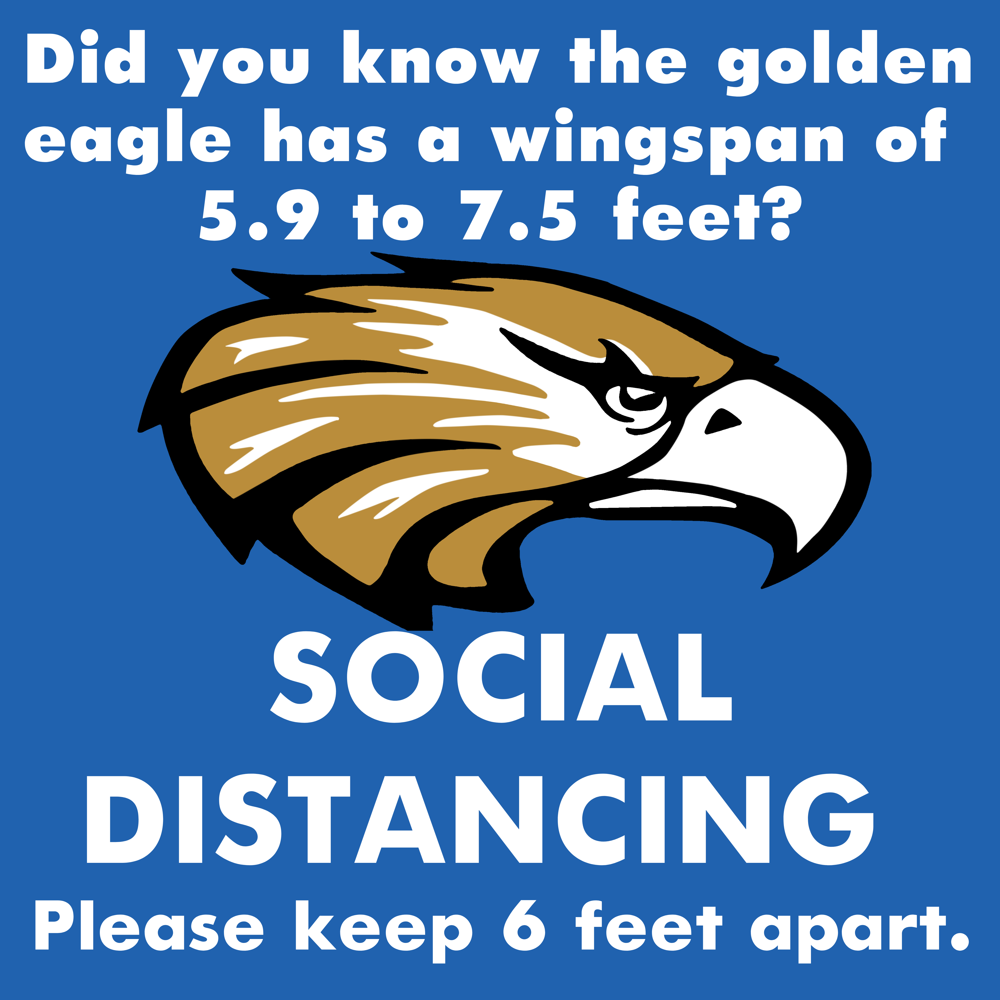 Did you know the golden
eagle has a wingspan of
5.9 to 7.5 feet?
SOCIAL
DISTANCING
Please keep 6 feet apart.